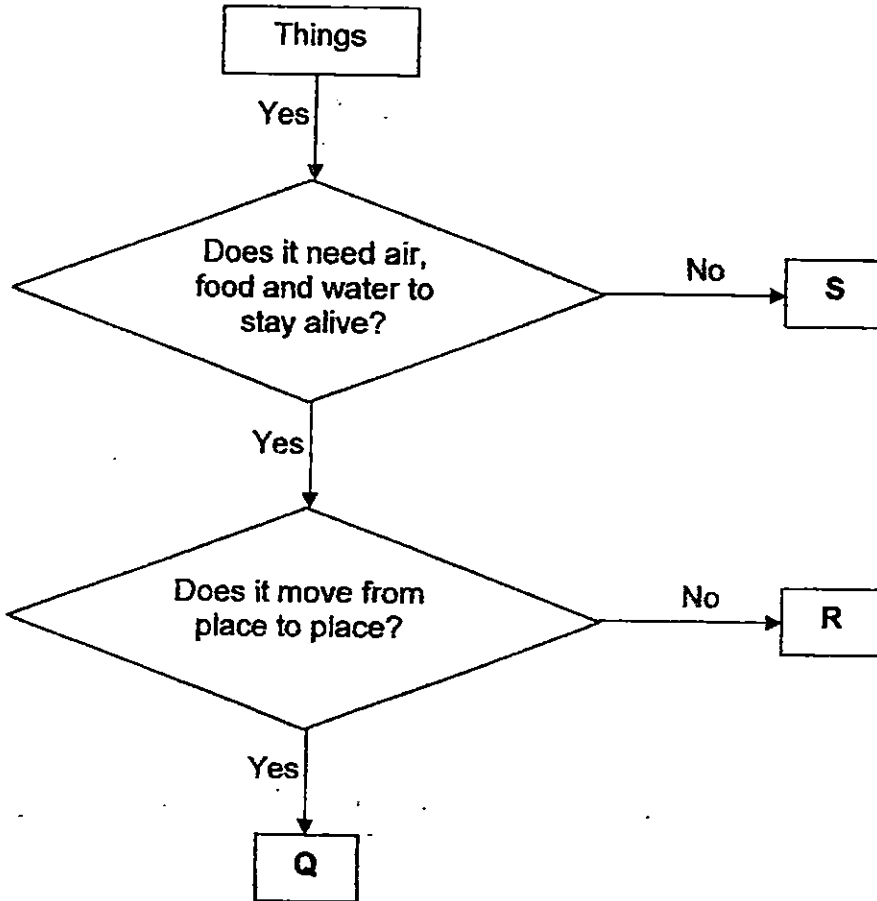 Things
Yes
Does it need air,
food and water to
stay alive?
No
S
Yes
Does it move from
place to place?
No
R
Yes
Q